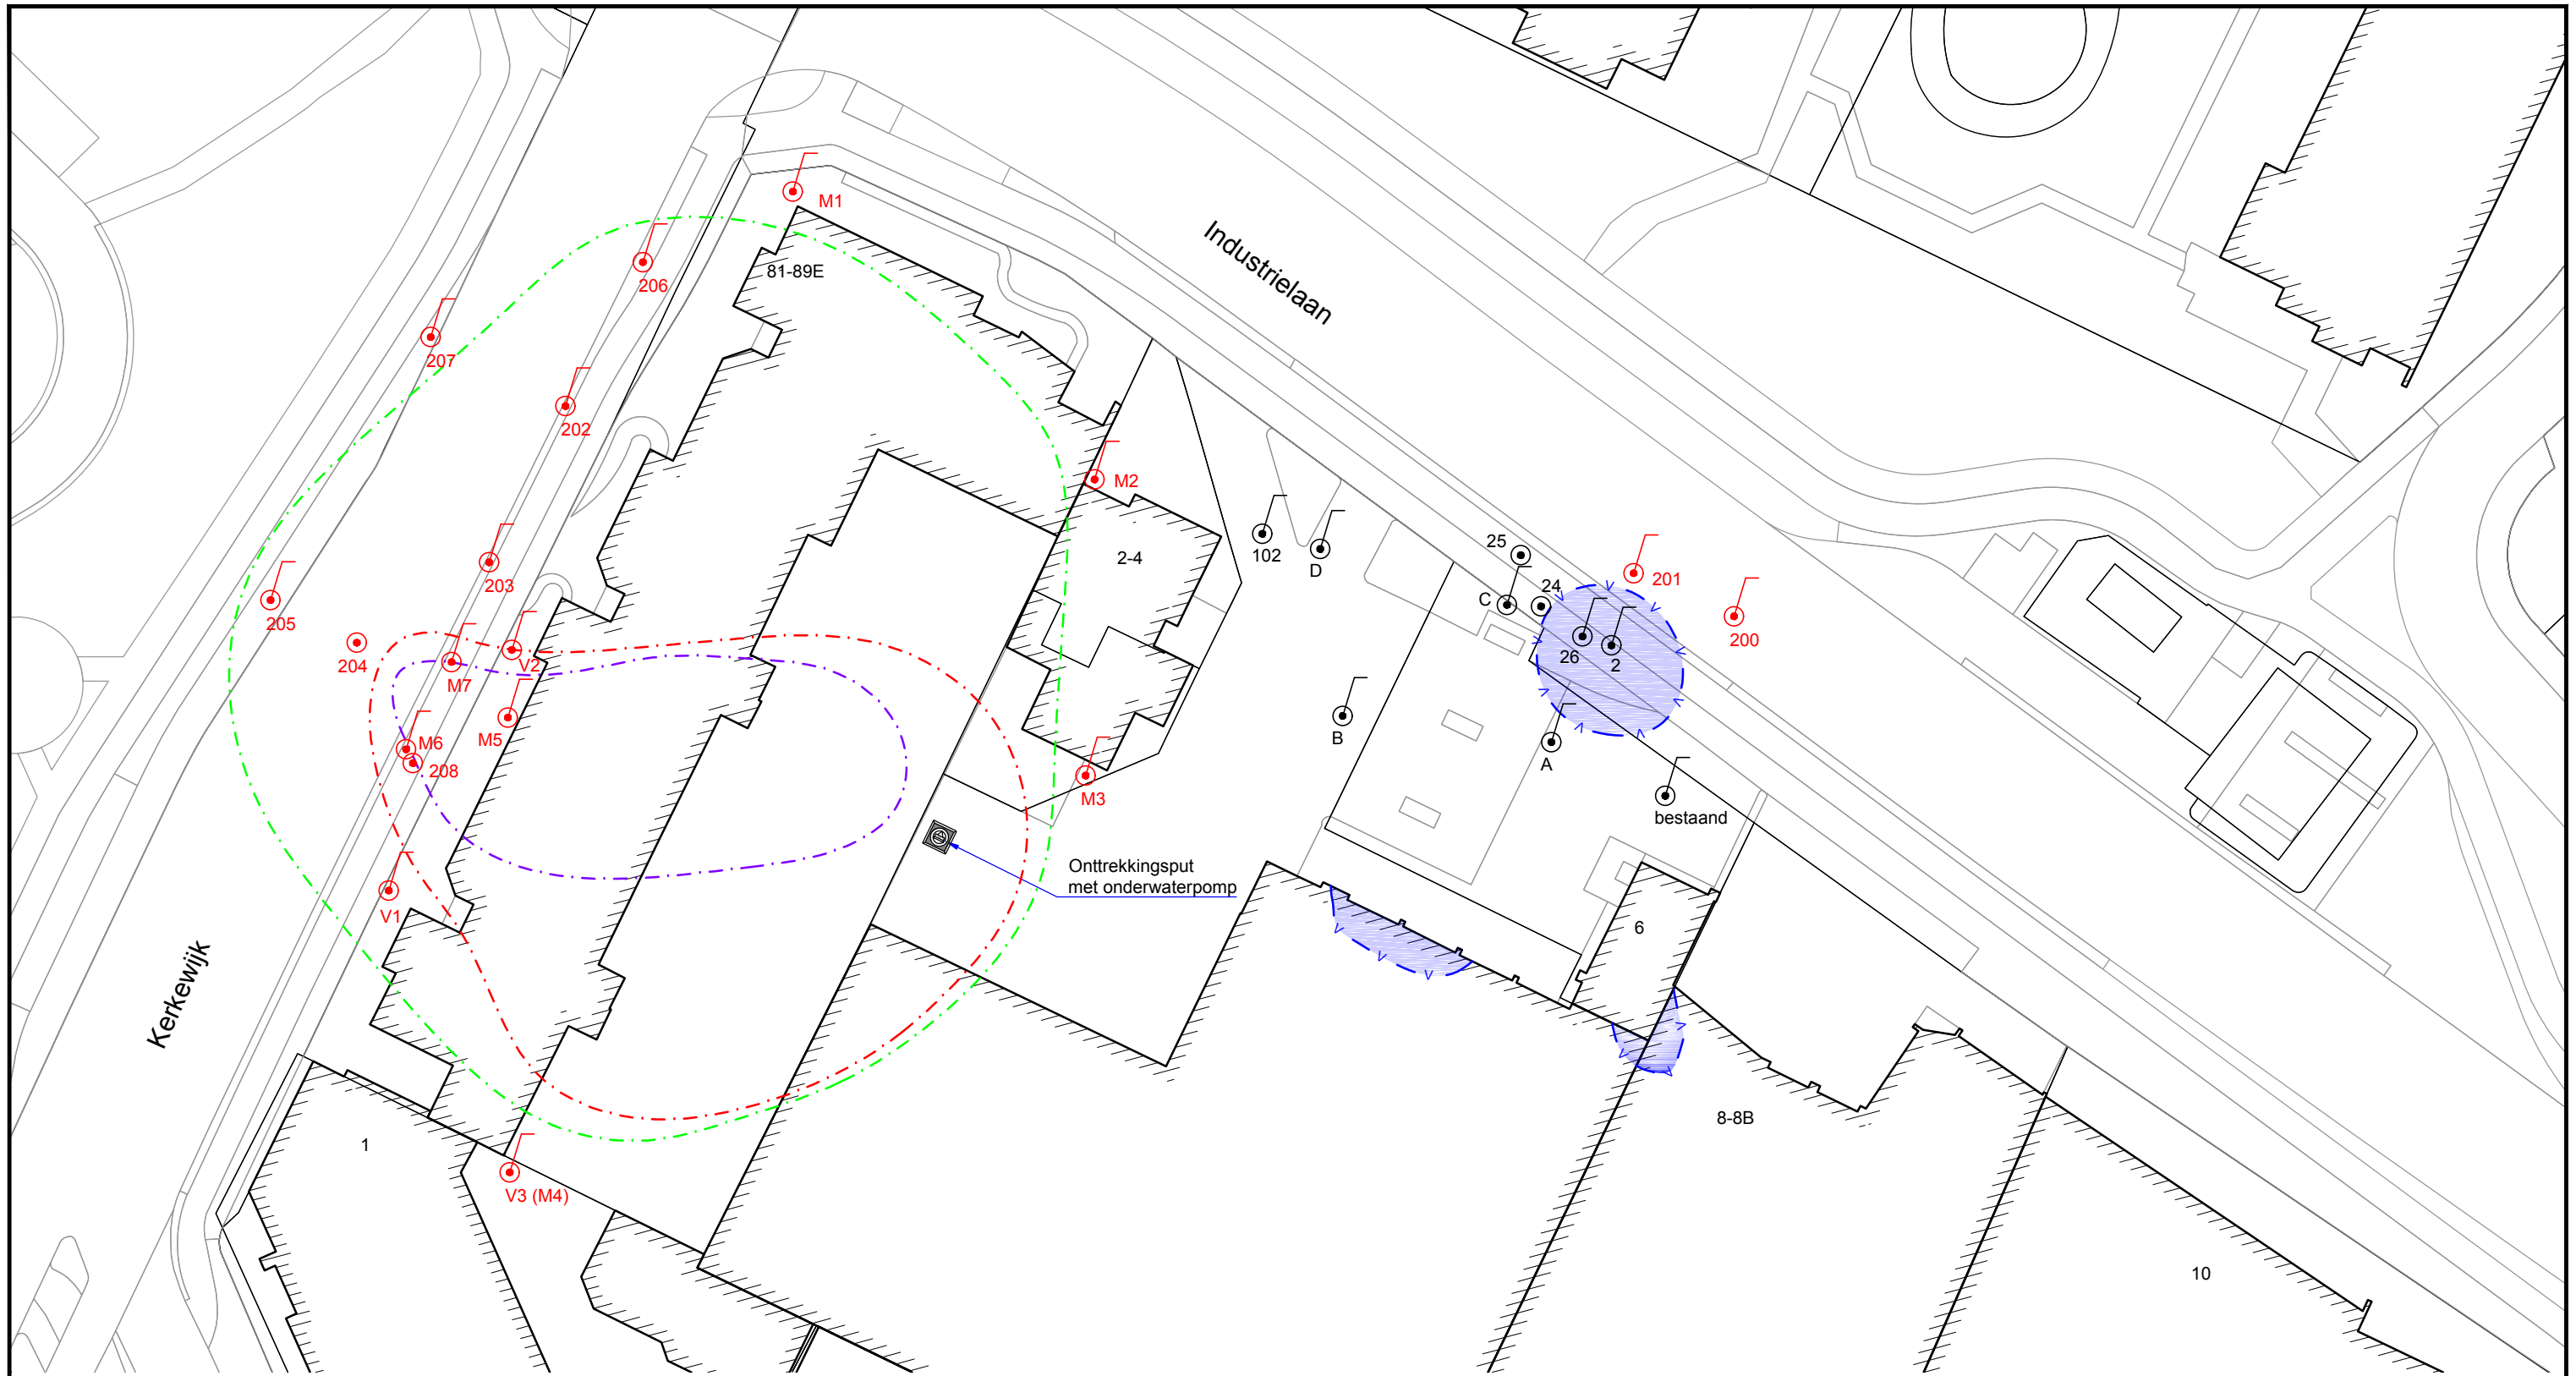 M1
Industrielaan
206
81-89E
207
202
M2
102
D
2-4
25
24
C
201
26
2
200
203
205
204
V2
M7
M5
M6
208
B
A
M3
bestaand
Onttrekkingsput
met onderwaterpomp
V1
6
Kerkewijk
8-8B
1
V3 (M4)
10